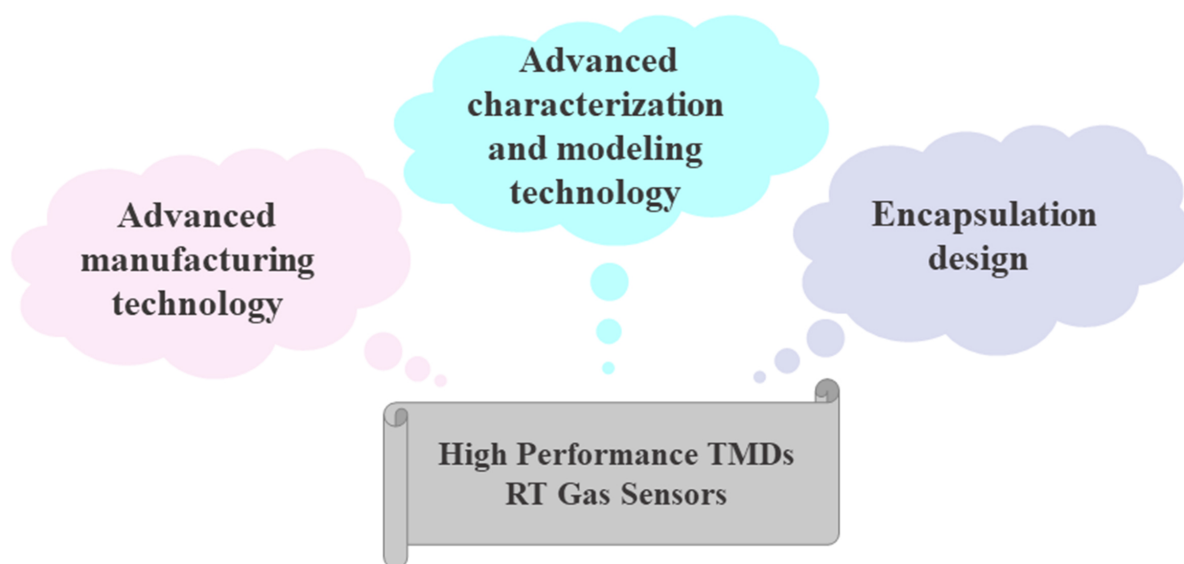 Advanced
manufacturing
technology
Advanced
characterization
and modeling
technology
Encapsulation
design
High Performance TMDs
RT Gas Sensors